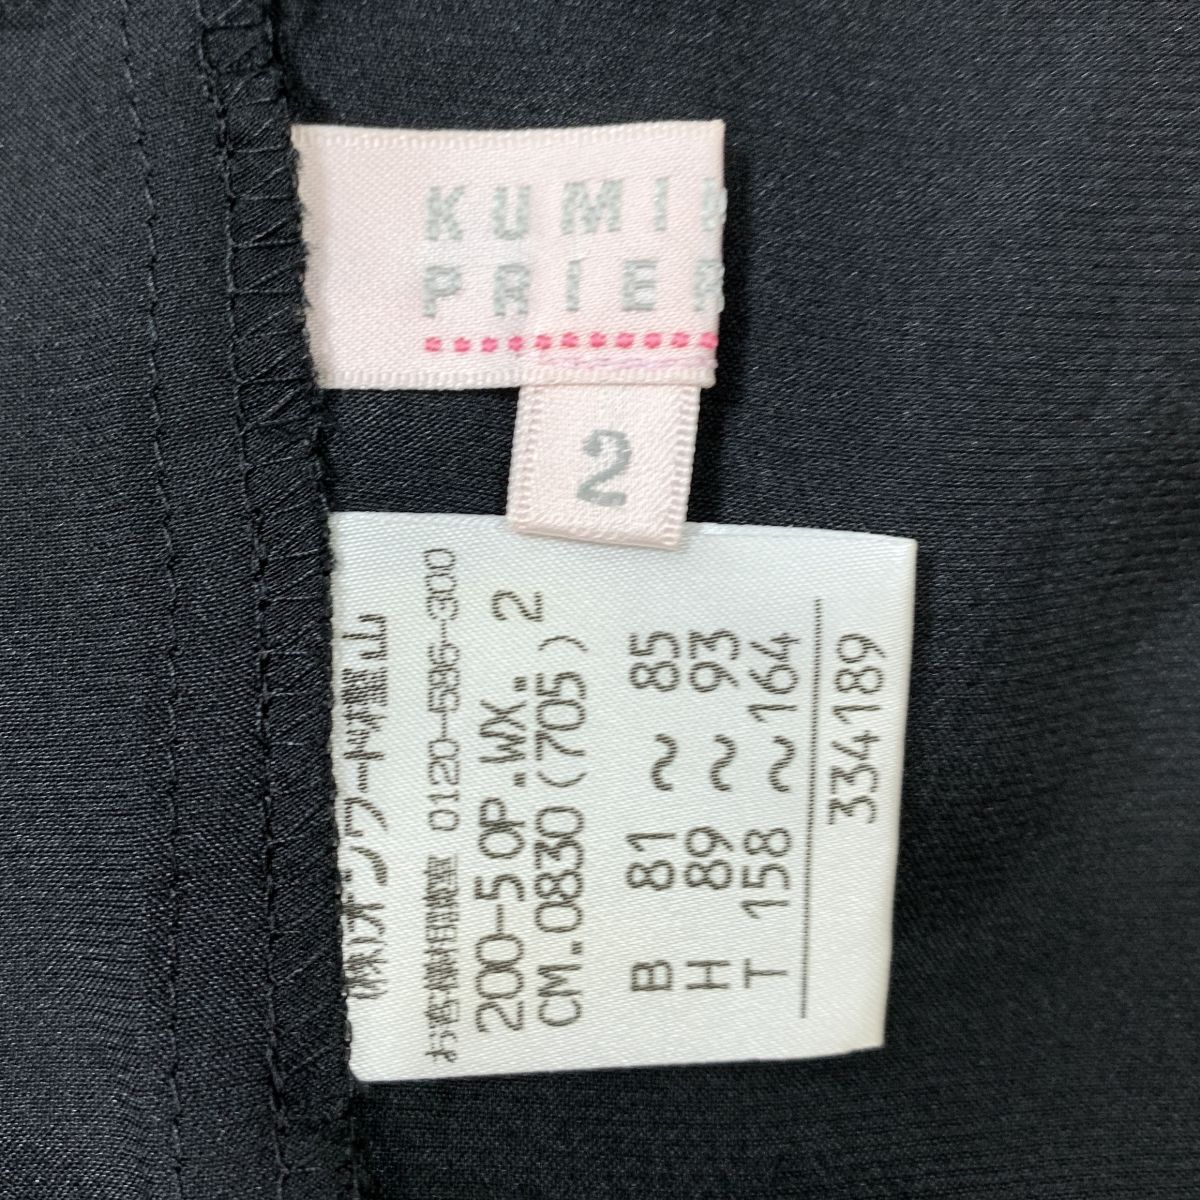 KUMI
PRIER
2
(株)オンワード樫山
お客様相談室 0120-586-300
200-5 OP.WX. 2
CM.0830(705)
B 81 ~ 85
H 89 ~ 93
T 158 ~ 164
334189